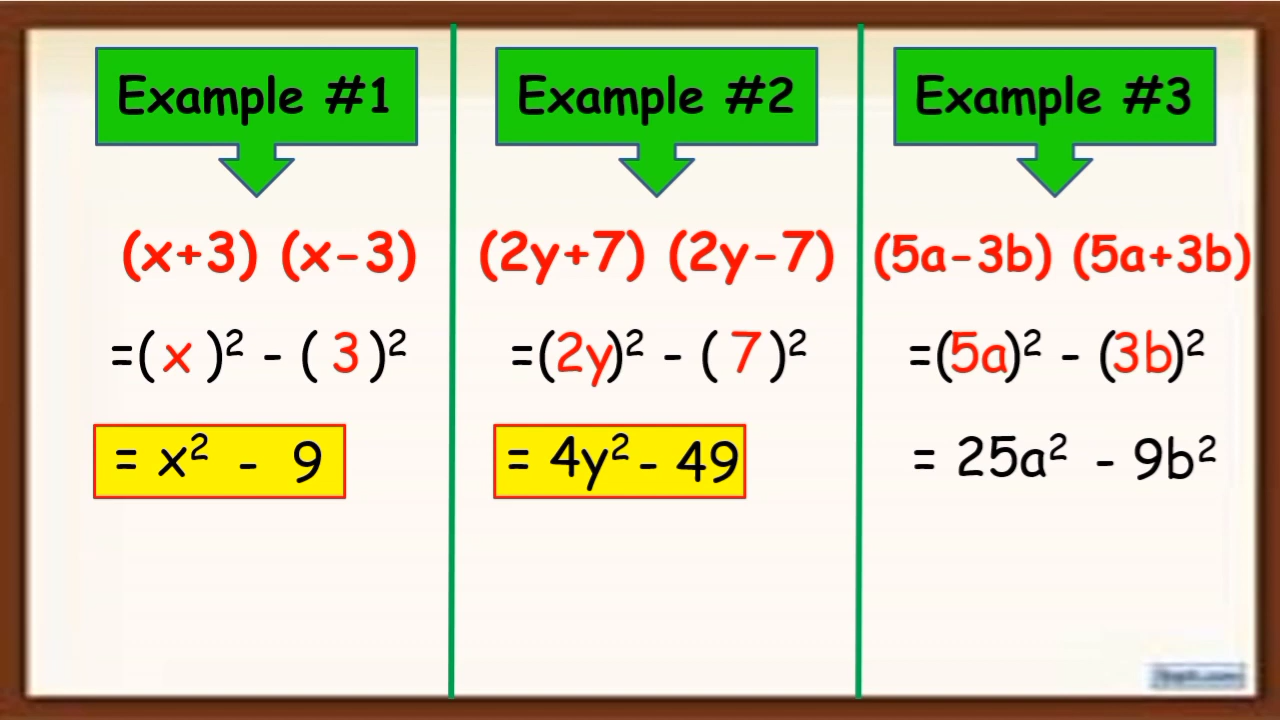 Example #1
(x+3) (x-3)
=( x )² - ( 3 )²
= x² - 9
Example #2
(2y+7) (2y-7)
=(2y)² - ( 7 )²
= 4y² - 49
Example #3
(5a-3b) (5a+3b)
=(5a)² - (3b)²
= 25a² - 9b²